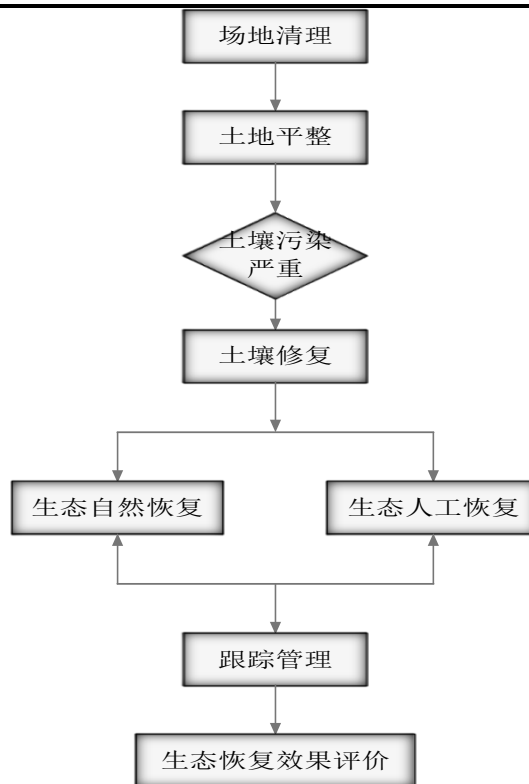 场地清理
土地平整
土壤污染
严重
土壤修复
生态自然恢复
生态人工恢复
跟踪管理
生态恢复效果评价